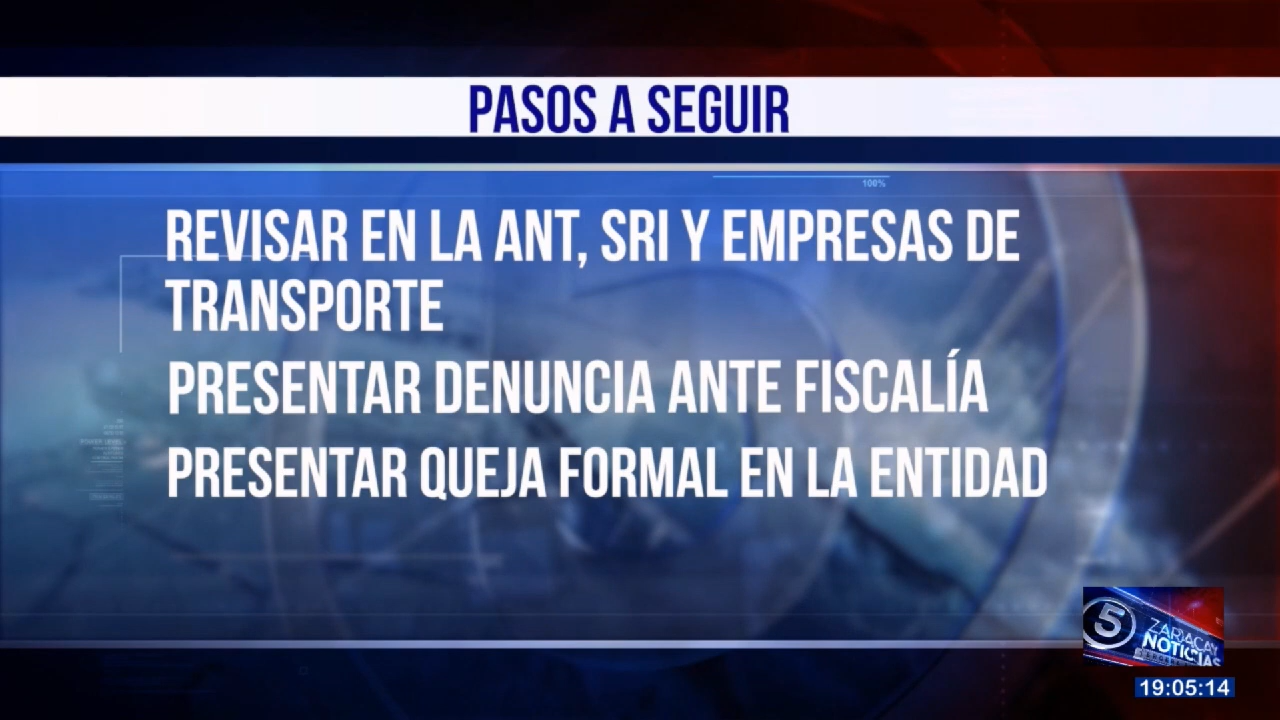 PASOS A SEGUIR
100%
REVISAR EN LA ANT, SRI Y EMPRESAS DE
TRANSPORTE
PRESENTAR DENUNCIA ANTE FISCALÍA
PRESENTAR QUEJA FORMAL EN LA ENTIDAD
5
ZARACAY
NOTICIAS
19:05:14